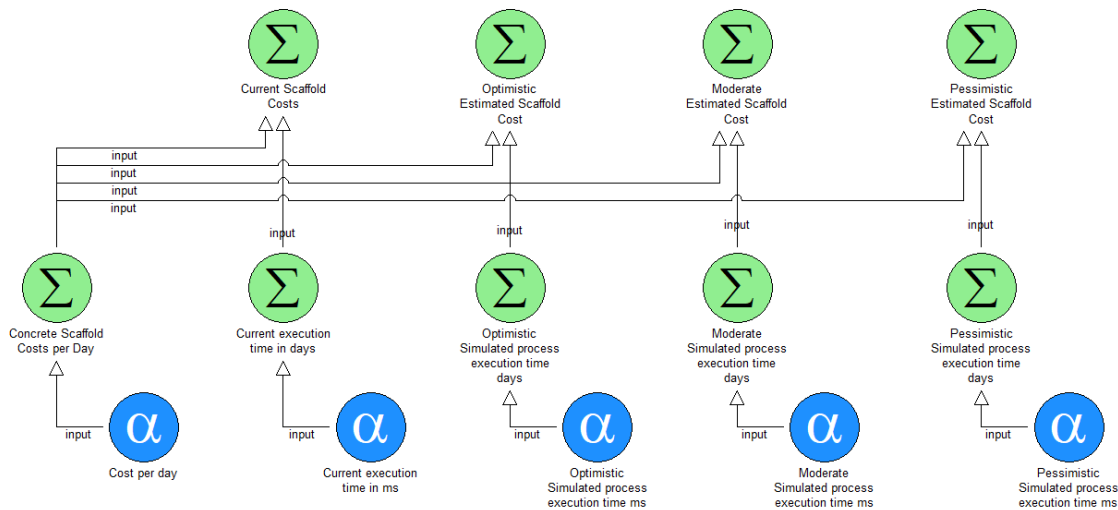 Σ
Σ
Σ
Σ
Current Scaffold
Costs
Optimistic
Estimated Scaffold
Cost
Moderate
Estimated Scaffold
Cost
Pessimistic
Estimated Scaffold
Cost
input
input
input
input
input
input
input
input
Σ
Σ
Σ
Σ
Σ
Concrete Scaffold
Costs per Day
Current execution
time in days
Optimistic
Simulated process
execution time
days
Moderate
Simulated process
execution time
days
Pessimistic
Simulated process
execution time
days
α
α
α
α
α
input
input
input
input
input
Cost per day
Current execution
time in ms
Optimistic
Simulated process
execution time ms
Moderate
Simulated process
execution time ms
Pessimistic
Simulated process
execution time ms